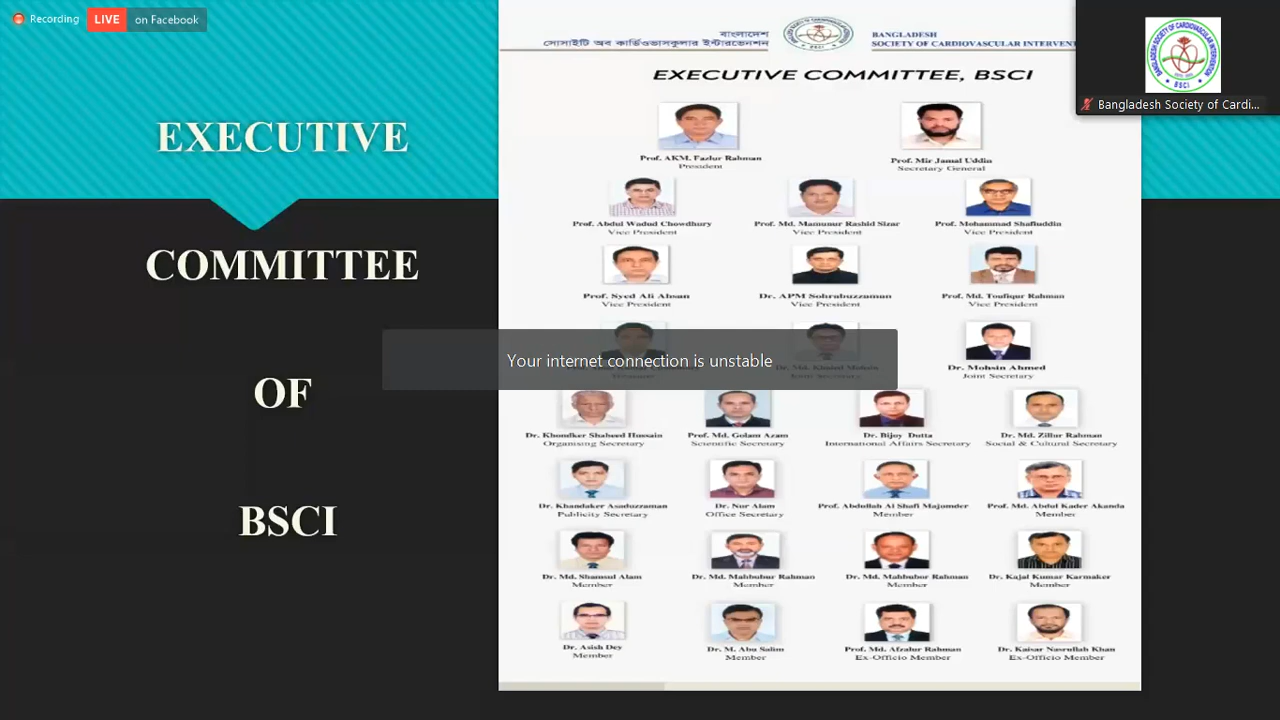 Recording
LIVE on Facebook
EXECUTIVE
COMMITTEE
OF
BSCI
বাংলাদেশ
সোসাইটি অব কার্ডিওভাসকুলার ইন্টারভেনশন
BANGLADESH
SOCIETY OF CARDIOVASCULAR INTERVENT
Bangladesh Society of Cardi...
EXECUTIVE COMMITTEE, BSCI
Prof. AKM. Fazlur Rahman
President
Prof. Mir Jamal Uddin
Secretary General
Prof. Abdul Wadud Chowdhury
Vice President
Prof. Md. Mamunur Rashid Sizar
Vice President
Prof. Mohammad Shafiuddin
Vice President
Prof. Syed Ali Ahsan
Vice President
Dr. APM Sohrabuzzaman
Vice President
Prof. Md. Toufiqur Rahman
Vice President
Your internet connection is unstable
Dr. Mohsin Ahmed
Joint Secretary
Dr. Khondker Shaheed Hussain
Organising Secretary
Prof. Md. Golam Azam
Scientific Secretary
Dr. Bijoy Dutta
International Affairs Secretary
Dr. Md. Zillur Rahman
Social & Cultural Secretary
Dr. Khandaker Asaduzzaman
Publicity Secretary
Dr. Nur Alam
Office Secretary
Prof. Abdullah Al Shafi Majumder
Member
Prof. Md. Abdul Kader Akanda
Member
Dr. Md. Shamsul Alam
Member
Dr. Md. Mahbubur Rahman
Member
Dr. Md. Mahbubur Rahman
Member
Dr. Kajal Kumar Karmaker
Member
Dr. Asish Dey
Member
Dr. M. Abu Salim
Member
Prof. Md. Afzalur Rahman
Ex-Officio Member
Dr. Kaisar Nasrullah Khan
Ex-Officio Member